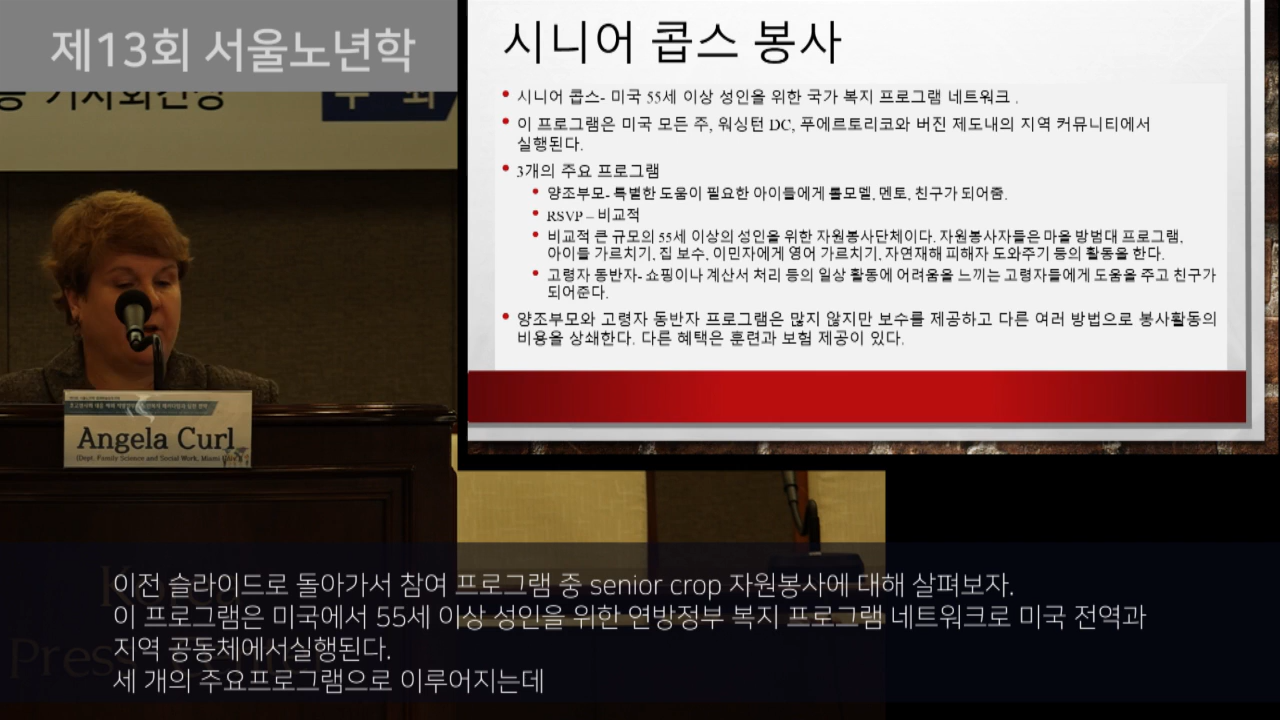 제13회 서울노년학
시니어 콥스 봉사
• 시니어 콥스- 미국 55세 이상 성인을 위한 국가 복지 프로그램 네트워크 .
• 이 프로그램은 미국 모든 주, 워싱턴 DC, 푸에르토리코와 버진 제도내의 지역 커뮤니티에서
실행된다.
• 3개의 주요 프로그램
• 양조부모- 특별한 도움이 필요한 아이들에게 롤모델, 멘토, 친구가 되어줌.
• RSVP – 비교적
• 비교적 큰 규모의 55세 이상의 성인을 위한 자원봉사단체이다. 자원봉사자들은 마을 방범대 프로그램,
아이들 가르치기, 집 보수, 이민자에게 영어 가르치기, 자연재해 피해자 도와주기 등의 활동을 한다.
• 고령자 동반자- 쇼핑이나 계산서 처리 등의 일상 활동에 어려움을 느끼는 고령자들에게 도움을 주고 친구가
되어준다.
• 양조부모와 고령자 동반자 프로그램은 많지 않지만 보수를 제공하고 다른 여러 방법으로 봉사활동의
비용을 상쇄한다. 다른 혜택은 훈련과 보험 제공이 있다.
Angela Curl
(Dept. Family Science and Social Work, Miami
Press
이전 슬라이드로 돌아가서 참여 프로그램 중 senior crop 자원봉사에 대해 살펴보자.
이 프로그램은 미국에서 55세 이상 성인을 위한 연방정부 복지 프로그램 네트워크로 미국 전역과
지역 공동체에서실행된다.
세 개의 주요프로그램으로 이루어지는데